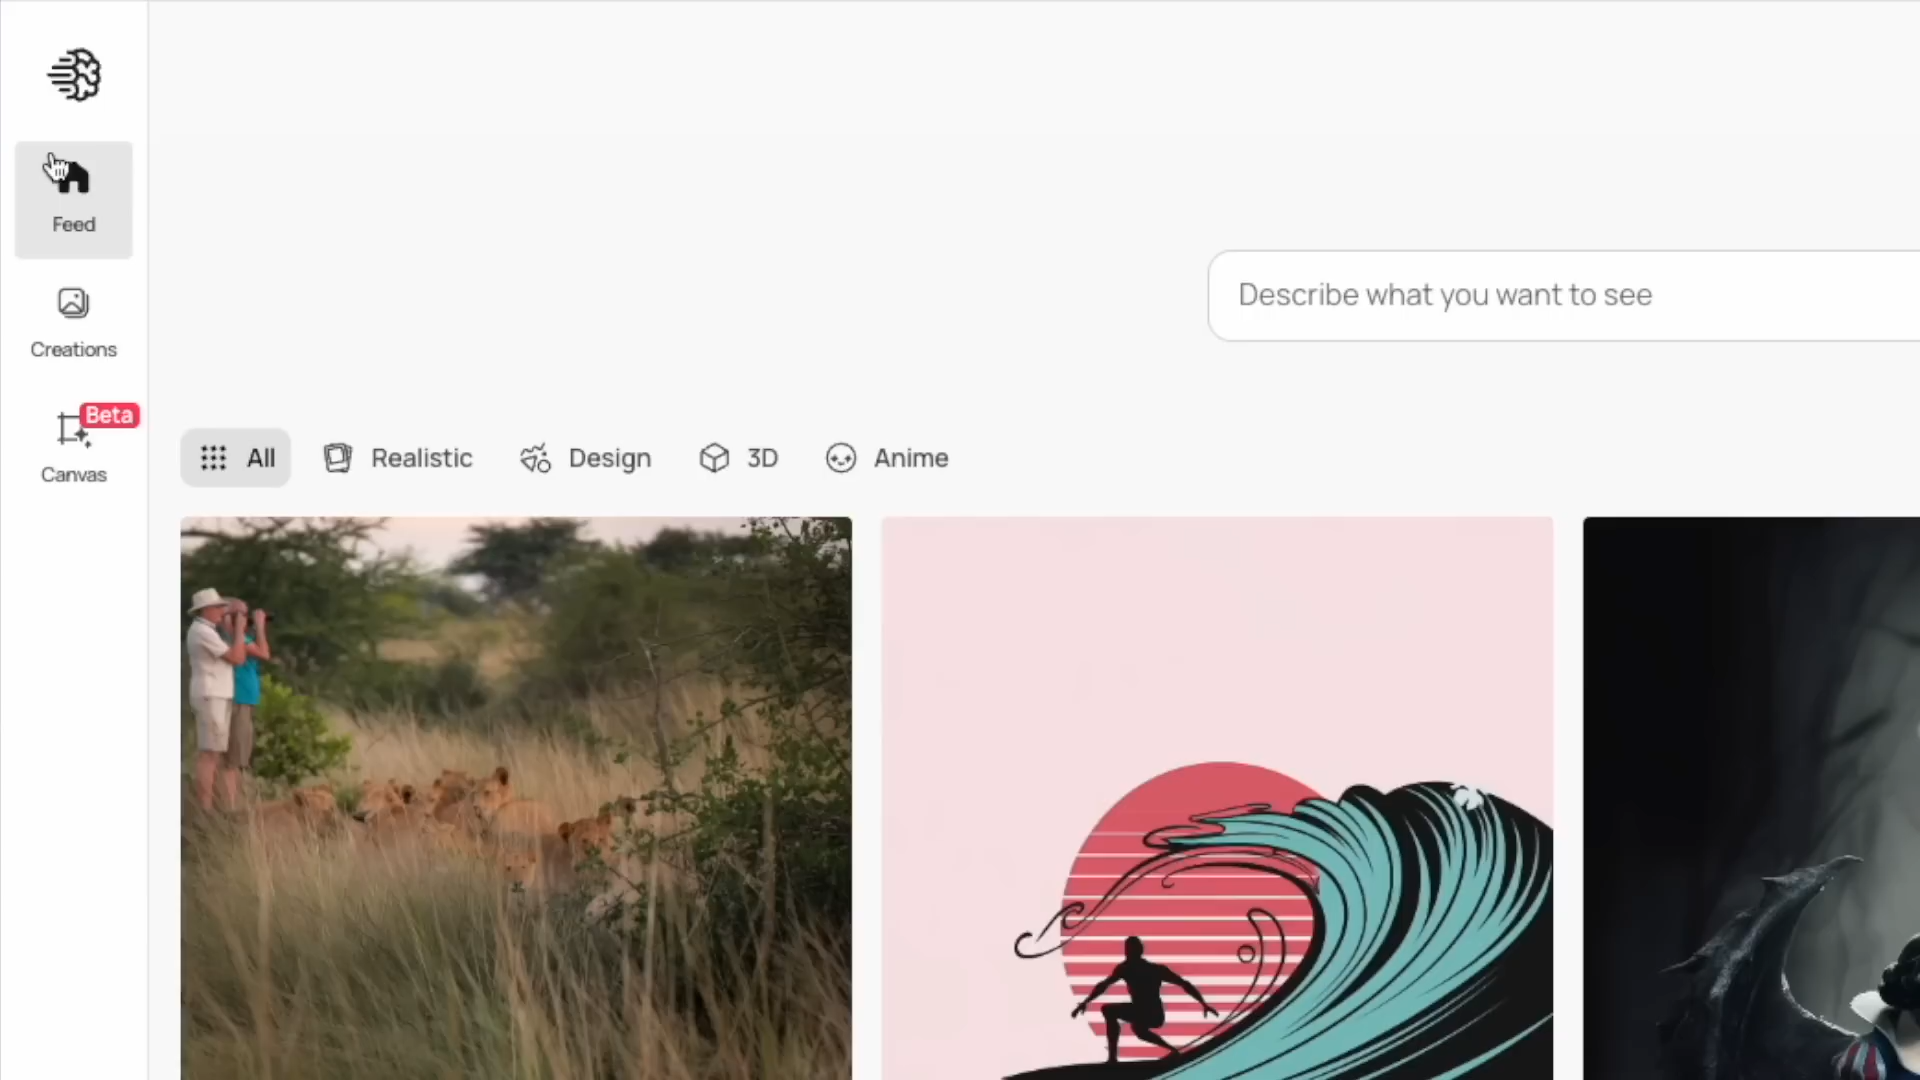 Feed
Describe what you want to see
Creations
Beta
Canvas
All Realistic Design 3D Anime